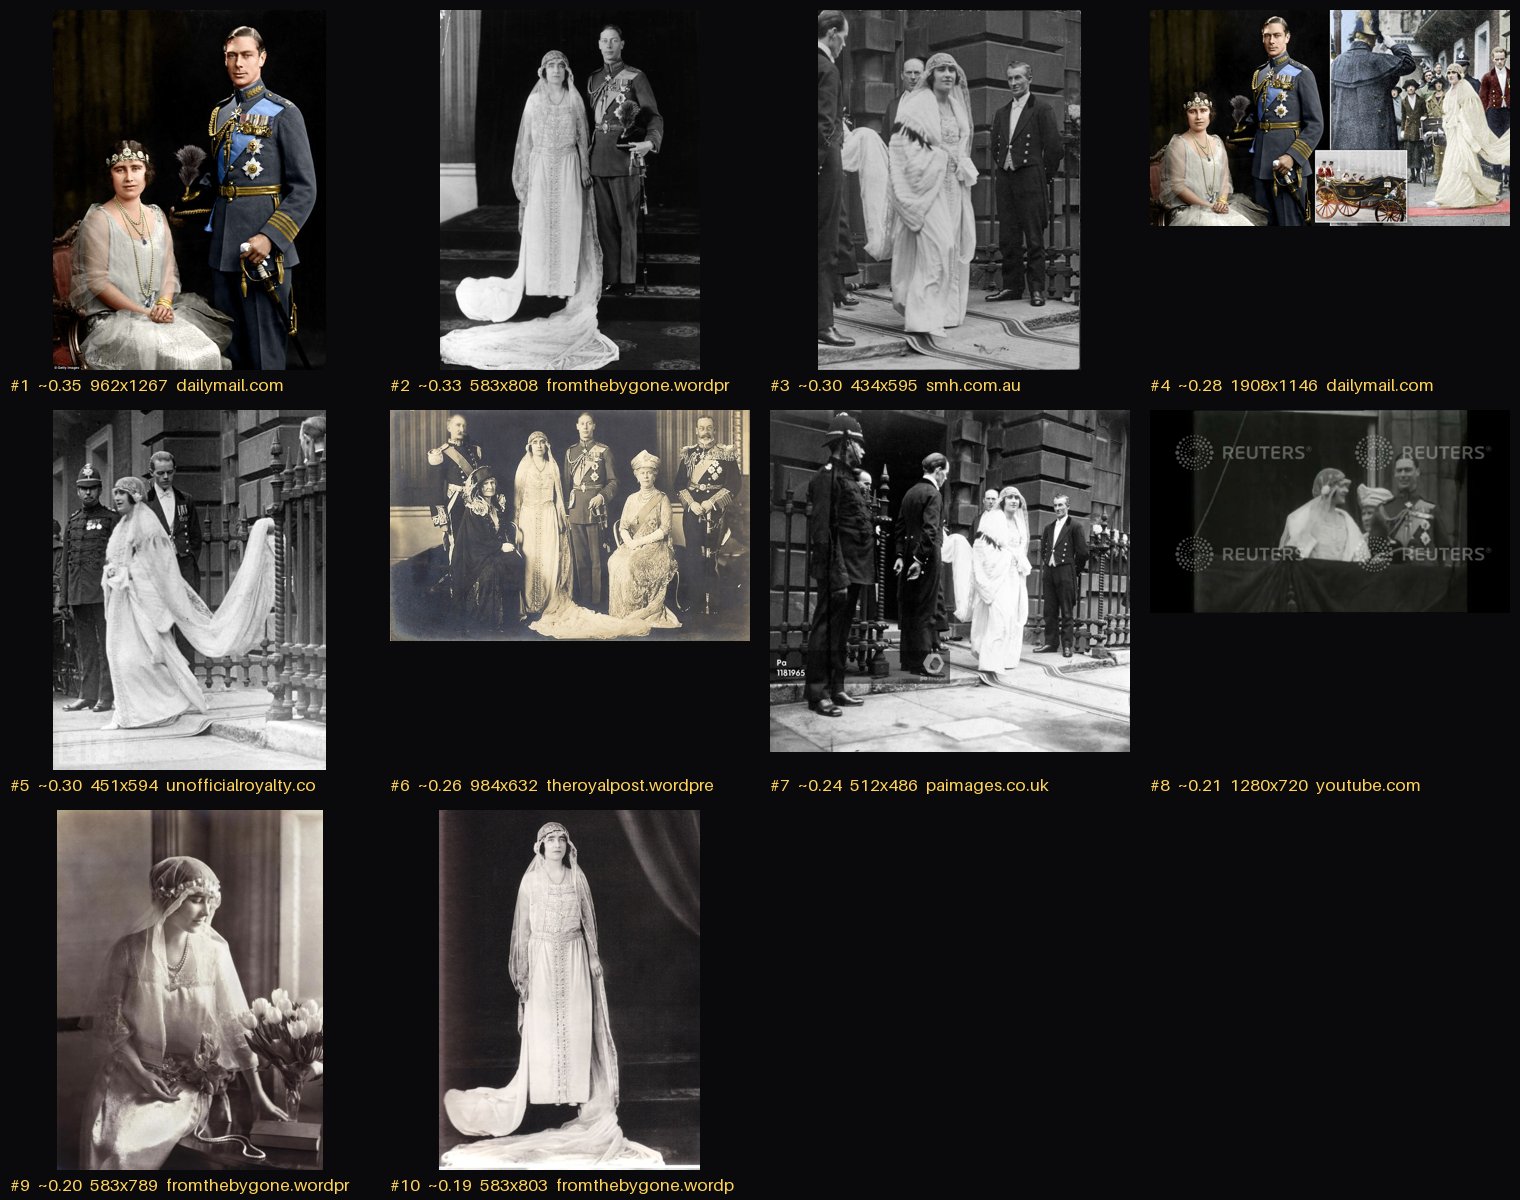 #1 ~0.35 962x1267 dailymail.com
#2 ~0.33 583x808 fromthebygone.wordpr
#3 ~0.30 434x595 smh.com.au
#4 ~0.28 1908x1146 dailymail.com
REUTERS REUTERS
REUTERS REUTERS
Pa
1181965
#5 ~0.30 451x594 unofficialroyalty.co
#6 ~0.26 984x632 theroyalpost.wordpre
#7 ~0.24 512x486 paimages.co.uk
#8 ~0.21 1280x720 youtube.com
#9 ~0.20 583x789 fromthebygone.wordpr
#10 ~0.19 583x803 fromthebygone.wordp